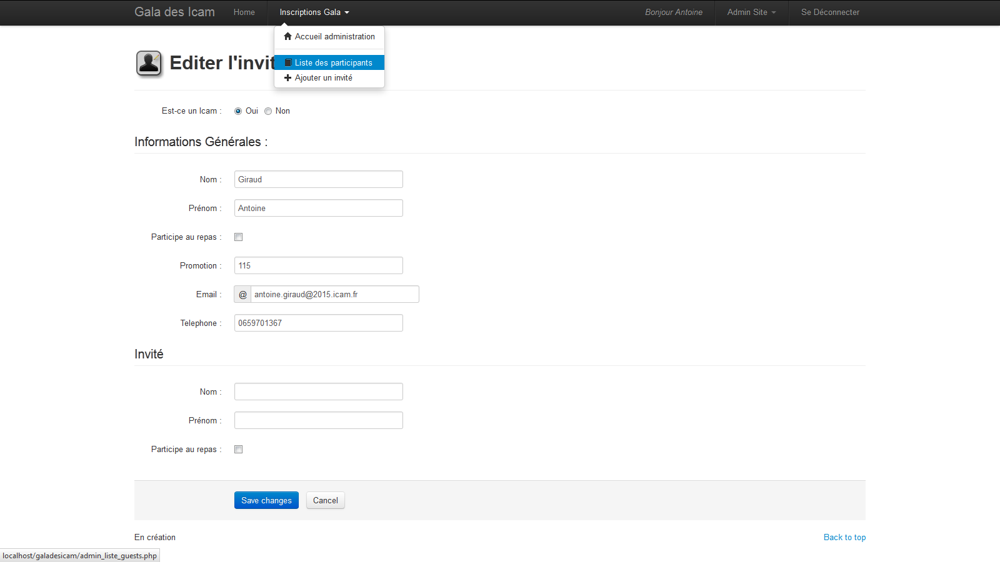 Gala des Icam Home Inscriptions Gala Bonjour Antoine Admin Site Se Déconnecter
Accueil administration
Liste des participants
Ajouter un invité
Editer l'invit
Est-ce un Icam : Oui Non
Informations Générales :
Nom : Giraud
Prénom : Antoine
Participe au repas :
Promotion : 115
Email : @ antoine.giraud@2015.icam.fr
Telephone : 0659701367
Invité
Nom :
Prénom :
Participe au repas :
Save changes Cancel
En création Back to top
localhost/galadesicam/admin_liste_guests.php